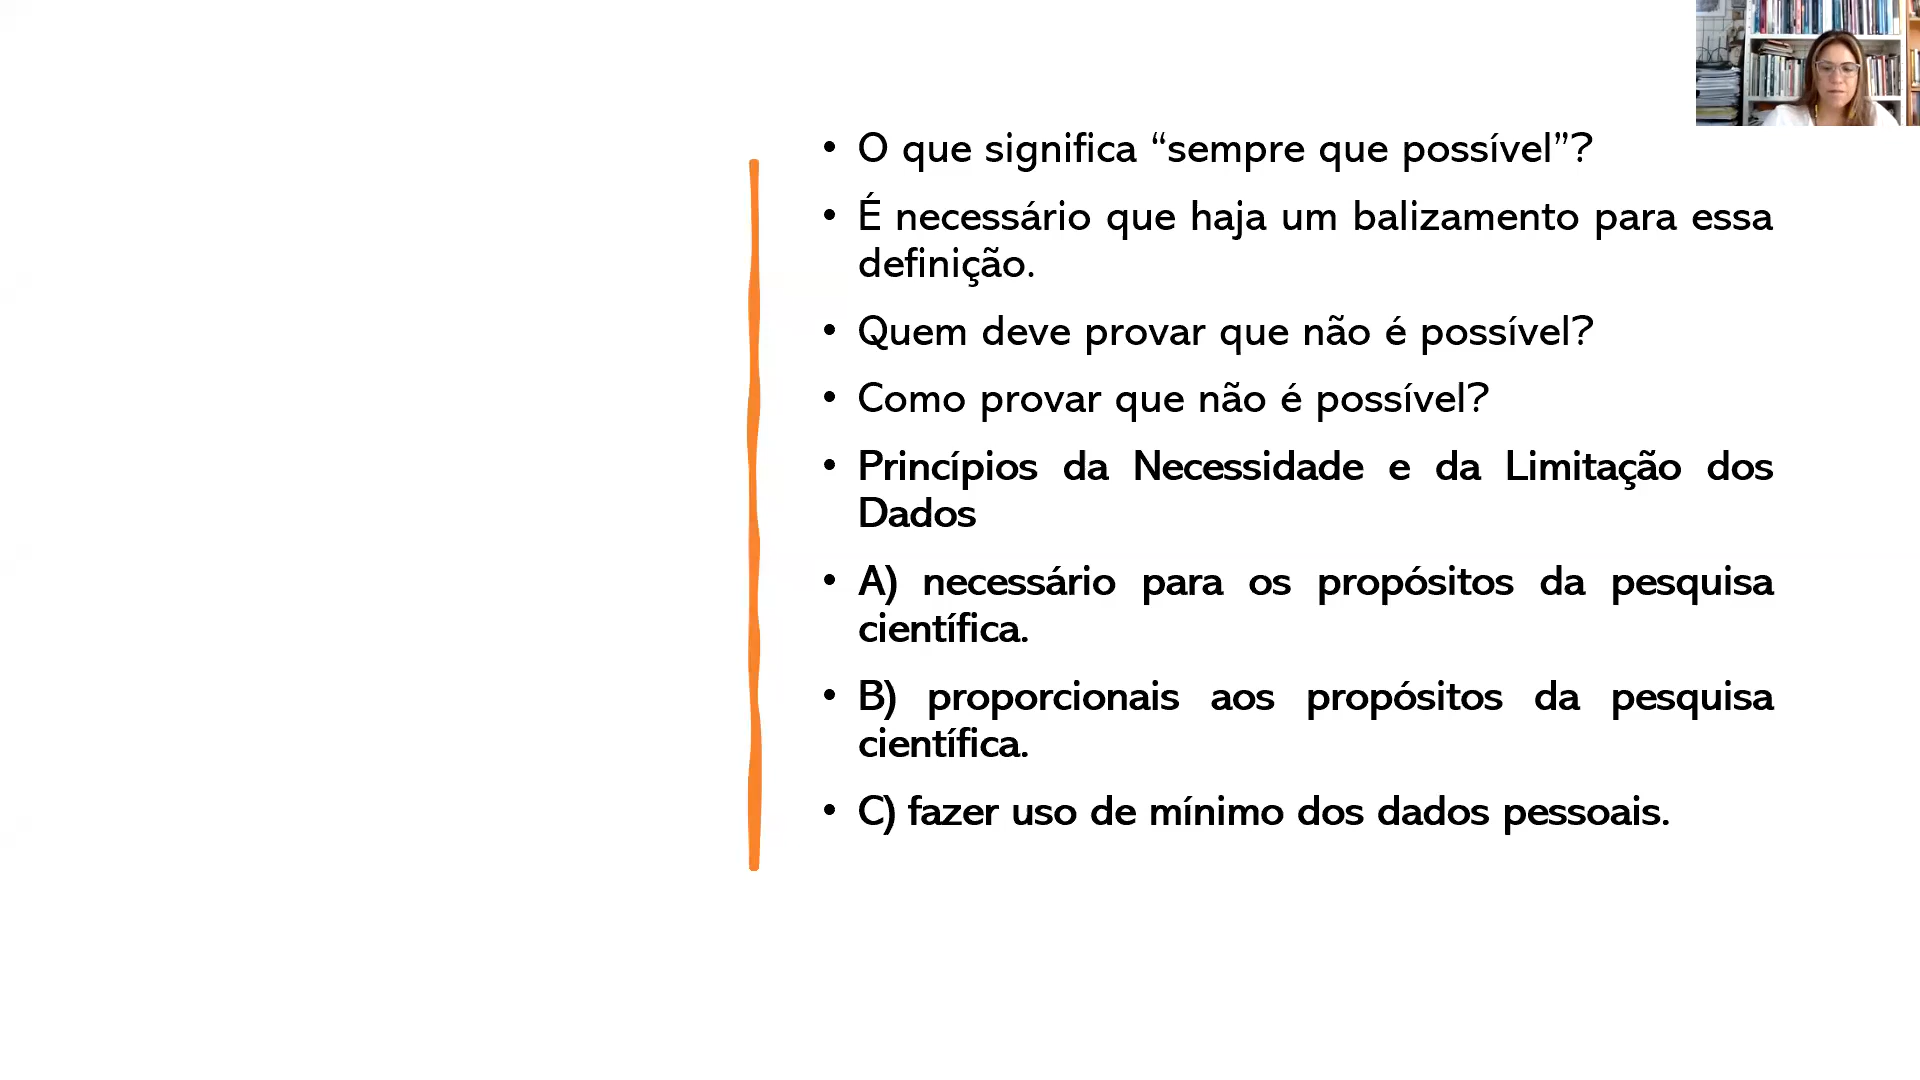 • O que significa “sempre que possível”?
• É necessário que haja um balizamento para essa
definição.
• Quem deve provar que não é possível?
• Como provar que não é possível?
• Princípios da Necessidade e da Limitação dos
Dados
• A) necessário para os propósitos da pesquisa
científica.
• B) proporcionais aos propósitos da pesquisa
científica.
• C) fazer uso de mínimo dos dados pessoais.